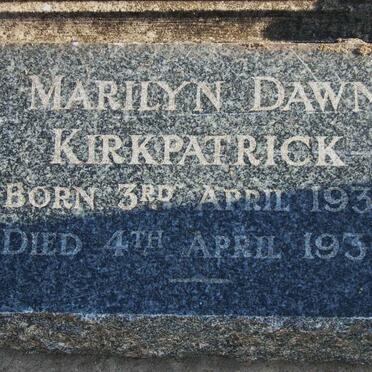 MARILYN DAWN
KIRKPATRICK
BORN 3RD APRIL 193
DIED 4TH APRIL 193